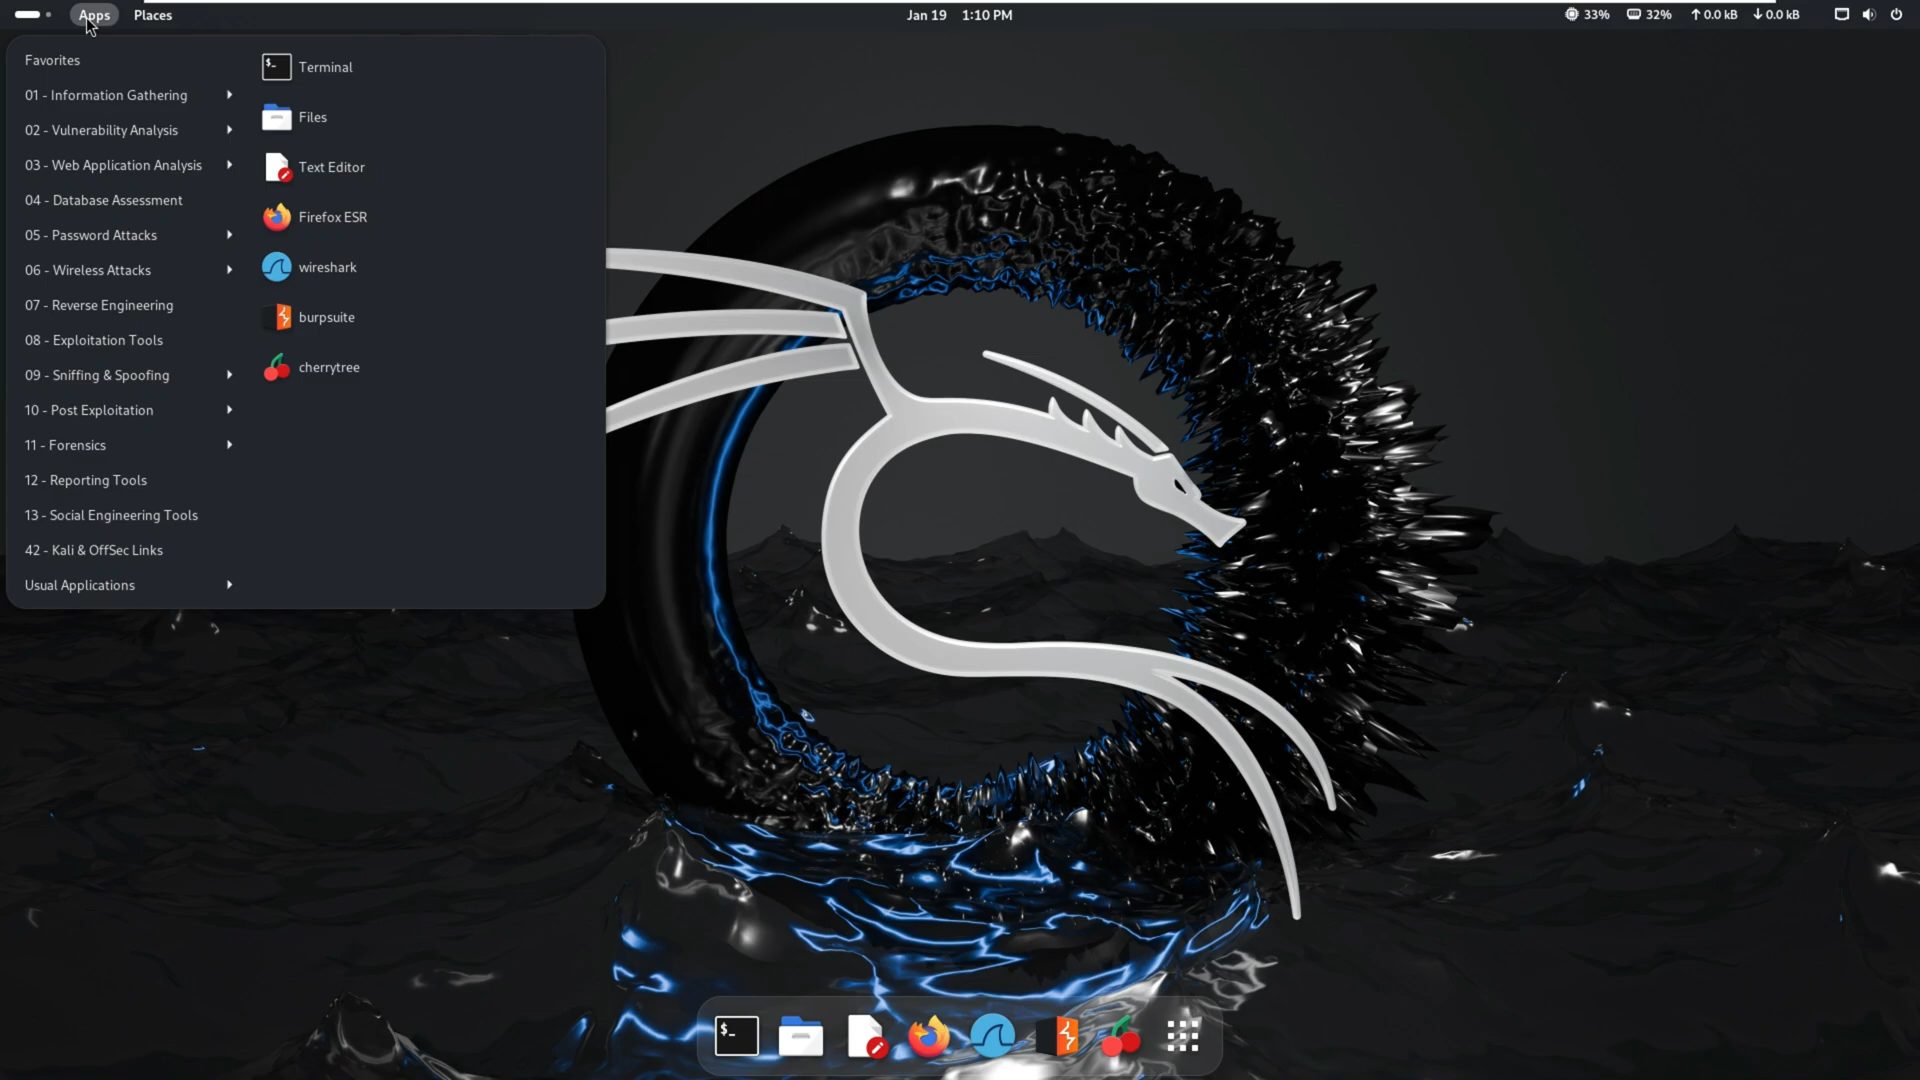 Apps Places Jan 19 1:10 PM 33% 32% 0.0 kB 0.0 kB
Favorites
01 - Information Gathering
02 - Vulnerability Analysis
03 - Web Application Analysis
04 - Database Assessment
05 - Password Attacks
06 - Wireless Attacks
07 - Reverse Engineering
08 - Exploitation Tools
09 - Sniffing & Spoofing
10 - Post Exploitation
11 - Forensics
12 - Reporting Tools
13 - Social Engineering Tools
42 - Kali & OffSec Links
Usual Applications
$- Terminal
Files
Text Editor
Firefox ESR
wireshark
burpsuite
cherrytree
$-